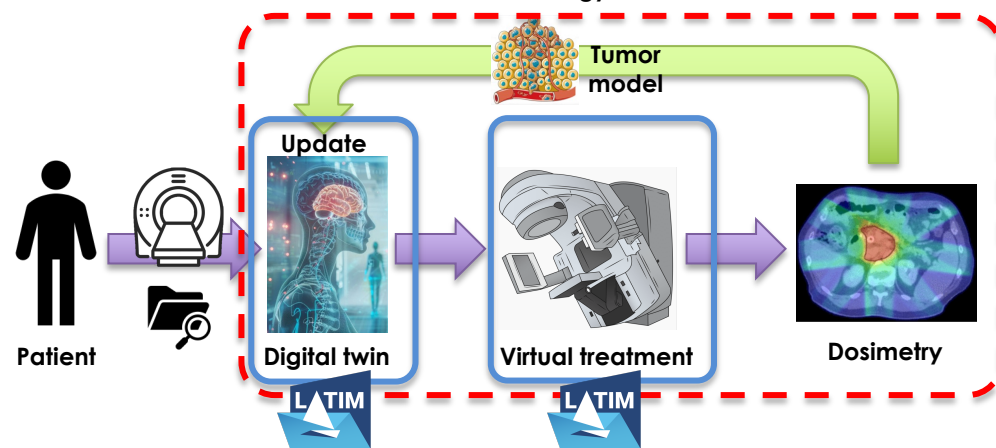 Tumor
model
Update
Patient
Digital twin
Virtual treatment
Dosimetry
LATIM
LATIM